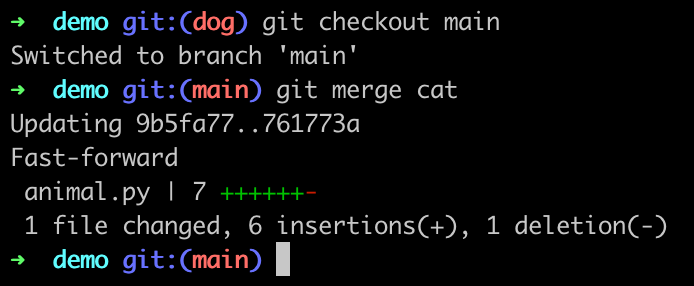 ➜  demo git:(dog) git checkout main
Switched to branch 'main'
➜  demo git:(main) git merge cat
Updating 9b5fa77..761773a
Fast-forward
 animal.py | 7 ++++++-
 1 file changed, 6 insertions(+), 1 deletion(-)
➜  demo git:(main)